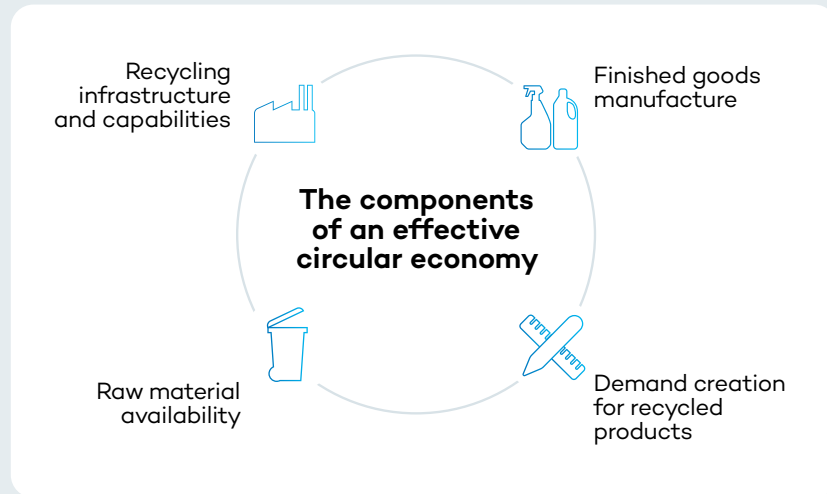 Recycling
infrastructure
and capabilities
Finished goods
manufacture
The components
of an effective
circular economy
Raw material
availability
Demand creation
for recycled
products